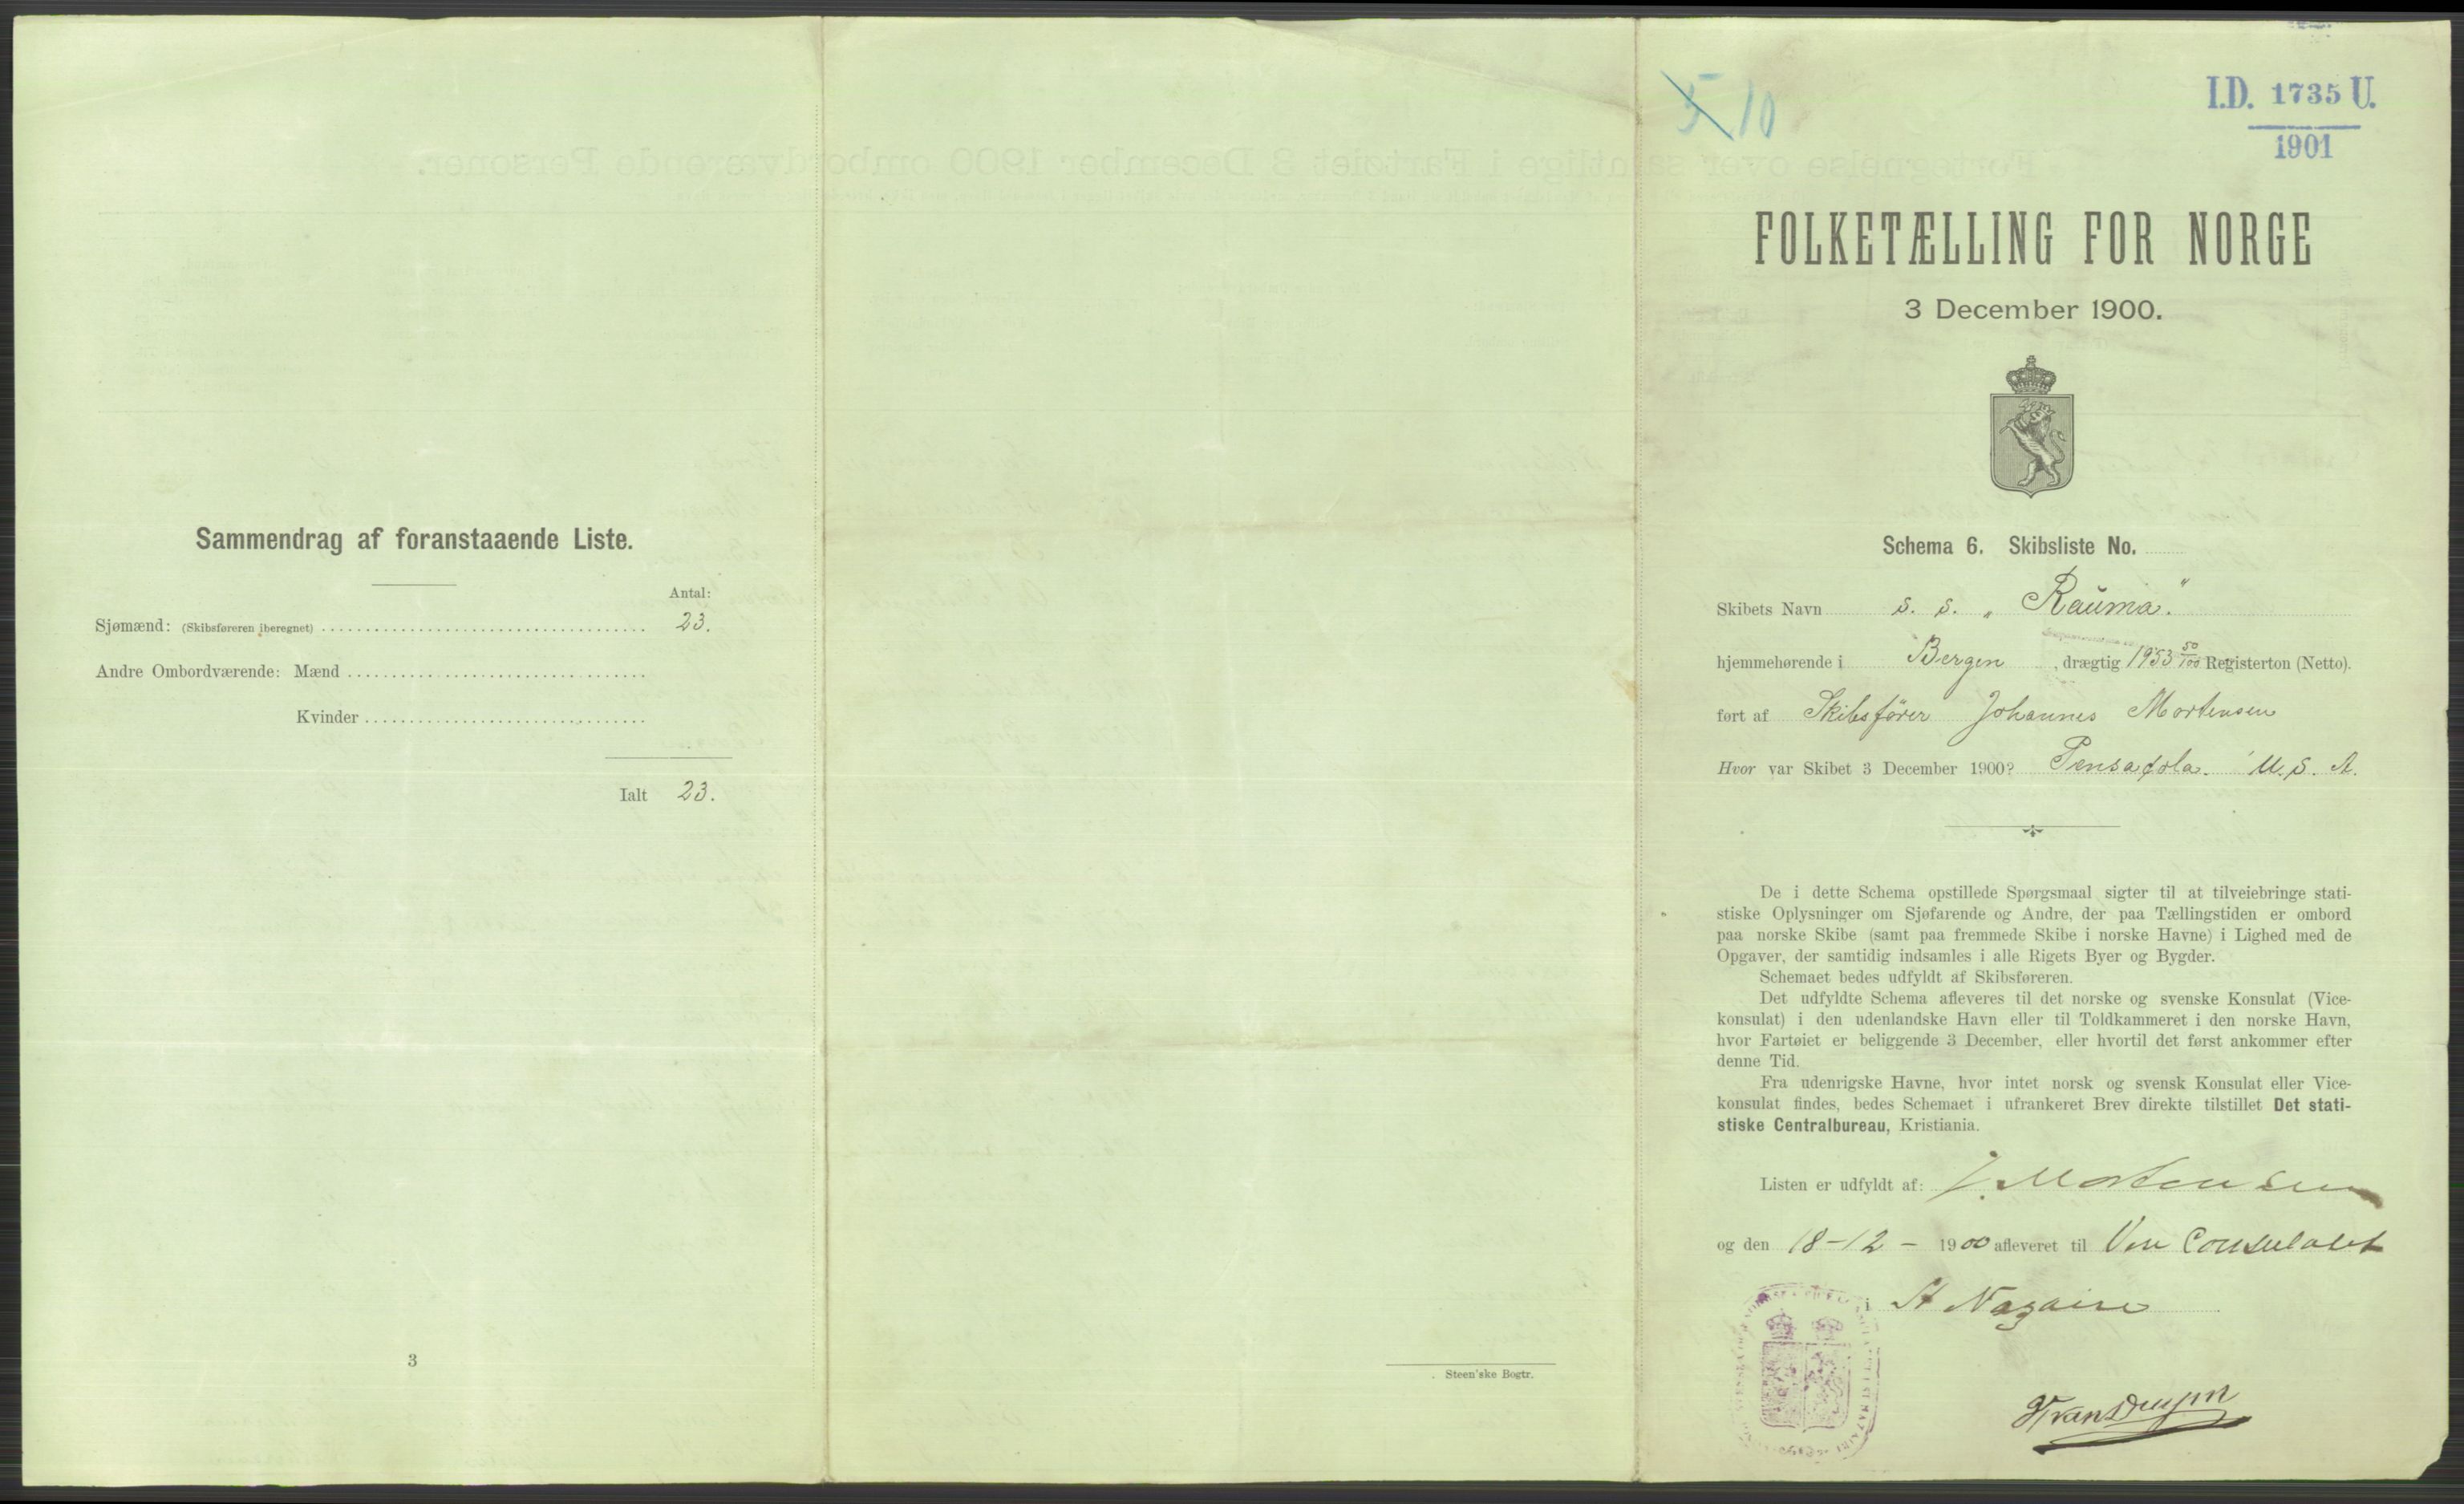 Sammendrag af foranstaaende Liste.
Antal:
Sjømænd: (Skibsføreren iberegnet) 23.
Andre Ombordværende: Mænd
Kvinder
Ialt 23.
3
Steen'ske Bogtr.
5 10
I.D. 1735 U.
1901
FOLKETÆLLING FOR NORGE
3 December 1900.
Schema 6. Skibsliste No.
Skibets Navn S. S. „Rauma"
hjemmehørende i Bergen, drægtig 1953 50/100 Registerton (Netto).
ført af Skibsfører Johannes Mortensen
Hvor var Skibet 3 December 1900? Pensacola. U. S. A.
De i dette Schema opstillede Spørgsmaal sigter til at tilveiebringe stati-
stiske Oplysninger om Sjøfarende og Andre, der paa Tællingstiden er ombord
paa norske Skibe (samt paa fremmede Skibe i norske Havne) i Lighed med de
Opgaver, der samtidig indsamles i alle Rigets Byer og Bygder.
Schemaet bedes udfyldt af Skibsføreren.
Det udfyldte Schema afleveres til det norske og svenske Konsulat (Vice-
konsulat) i den udenlandske Havn eller til Toldkammeret i den norske Havn,
hvor Fartøiet er beliggende 3 December, eller hvortil det først ankommer efter
denne Tid.
Fra udenrigske Havne, hvor intet norsk og svensk Konsulat eller Vice-
konsulat findes, bedes Schemaet i ufrankeret Brev direkte tilstillet Det stati-
stiske Centralbureau, Kristiania.
Listen er udfyldt af: J. Mortensen
og den 18-12- 1900 afleveret til Consulatet
i St Nazaire